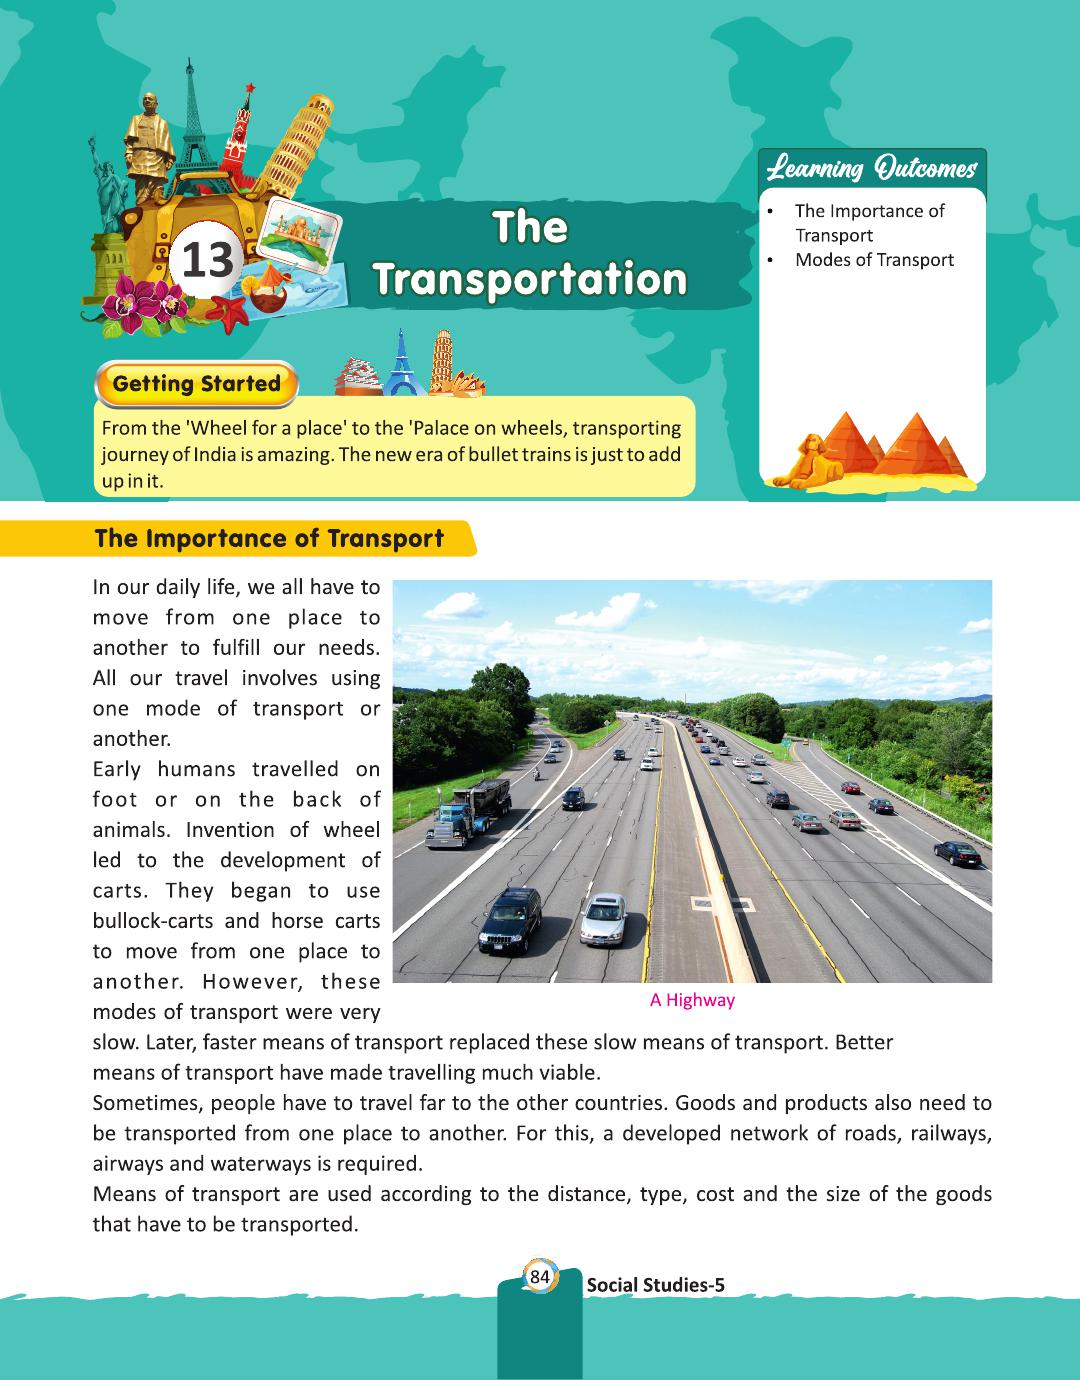 13
The
Transportation
Learning Outcomes
• The Importance of
Transport
• Modes of Transport
Getting Started
From the 'Wheel for a place' to the 'Palace on wheels, transporting
journey of India is amazing. The new era of bullet trains is just to add
up in it.
The Importance of Transport
In our daily life, we all have to
move from one place to
another to fulfill our needs.
All our travel involves using
one mode of transport or
another.
Early humans travelled on
foot or on the back of
animals. Invention of wheel
led to the development of
carts. They began to use
bullock-carts and horse carts
to move from one place to
another. However, these
modes of transport were very
slow. Later, faster means of transport replaced these slow means of transport. Better
means of transport have made travelling much viable.
A Highway
Sometimes, people have to travel far to the other countries. Goods and products also need to
be transported from one place to another. For this, a developed network of roads, railways,
airways and waterways is required.
Means of transport are used according to the distance, type, cost and the size of the goods
that have to be transported.
84
Social Studies-5